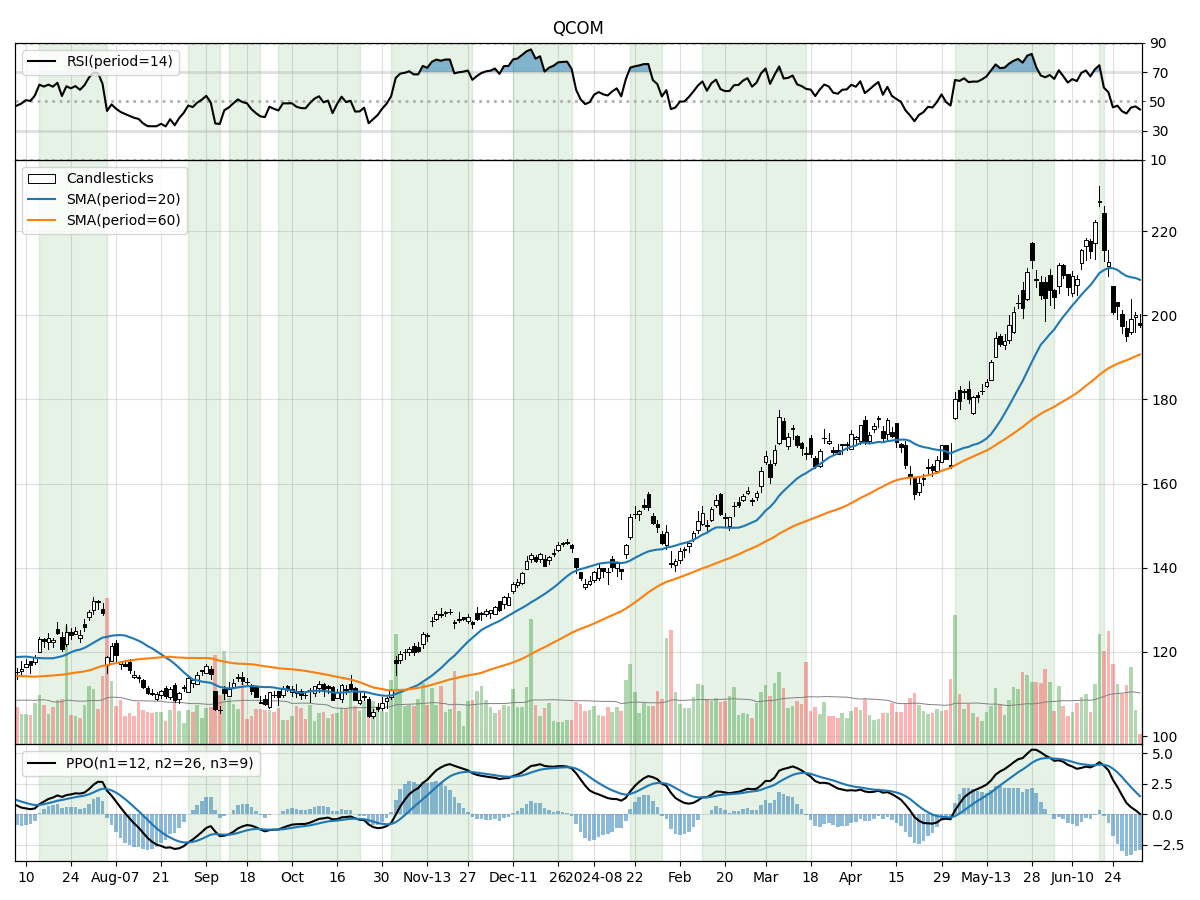 QCOM
RSI(period=14)
90
70
50
30
10
Candlesticks
SMA(period=20)
SMA(period=60)
220
200
180
160
140
120
100
PPO(n1=12, n2=26, n3=9)
5.0
2.5
0.0
−2.5
10 24 Aug-07 21 Sep 18 Oct 16 30 Nov-13 27 Dec-11 26 2024-08 22 Feb 20 Mar 18 Apr 15 29 May-13 28 Jun-10 24